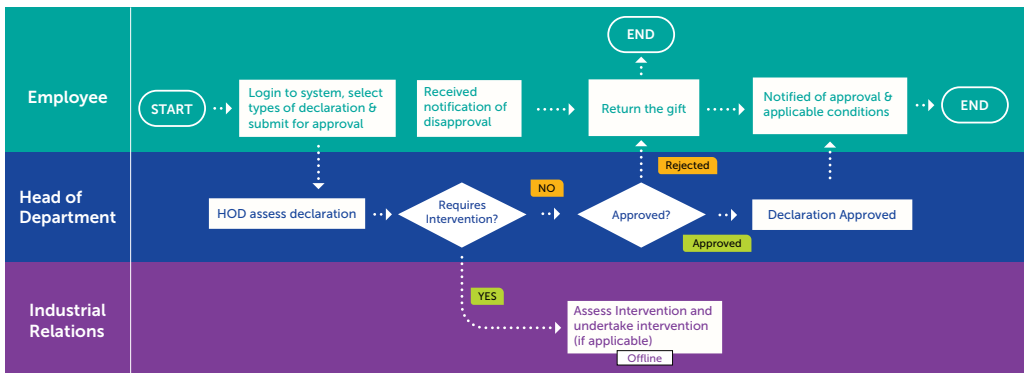 Employee
START
Login to system, select
types of declaration &
submit for approval
Received
notification of
disapproval
END
Return the gift
Notified of approval &
applicable conditions
END
Head of
Department
HOD assess declaration
Requires
Intervention?
NO
Rejected
Approved?
Approved
Declaration Approved
Industrial
Relations
YES
Assess Intervention and
undertake intervention
(if applicable)
Offline